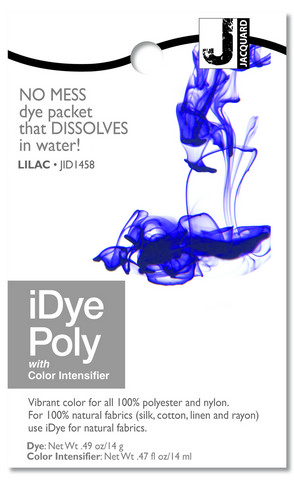 J
JACQUARD
NO MESS
dye packet
that DISSOLVES
in water!
LILAC • JID1458
iDye
Poly
with
Color Intensifier
Vibrant color for all 100% polyester and nylon.
For 100% natural fabrics (silk, cotton, linen and rayon)
use iDye for natural fabrics.
Dye: Net Wt .49 oz/14 g
Color Intensifier: Net Wt .47 fl oz/14 ml